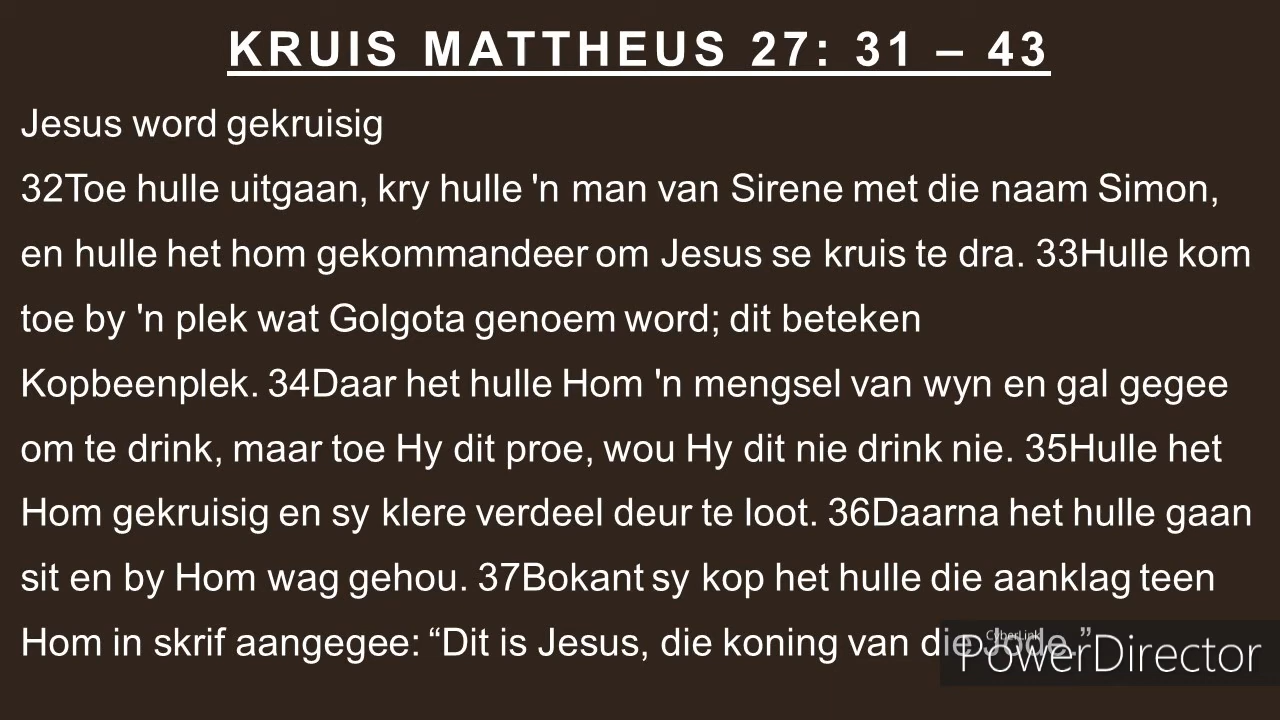 KRUIS MATTHEUS 27: 31 – 43
Jesus word gekruisig
32Toe hulle uitgaan, kry hulle 'n man van Sirene met die naam Simon,
en hulle het hom gekommandeer om Jesus se kruis te dra. 33Hulle kom
toe by 'n plek wat Golgota genoem word; dit beteken
Kopbeenplek. 34Daar het hulle Hom 'n mengsel van wyn en gal gegee
om te drink, maar toe Hy dit proe, wou Hy dit nie drink nie. 35Hulle het
Hom gekruisig en sy klere verdeel deur te loot. 36Daarna het hulle gaan
sit en by Hom wag gehou. 37Bokant sy kop het hulle die aanklag teen
Hom in skrif aangegee: “Dit is Jesus, die koning van die Jode.”
CyberLink
PowerDirector